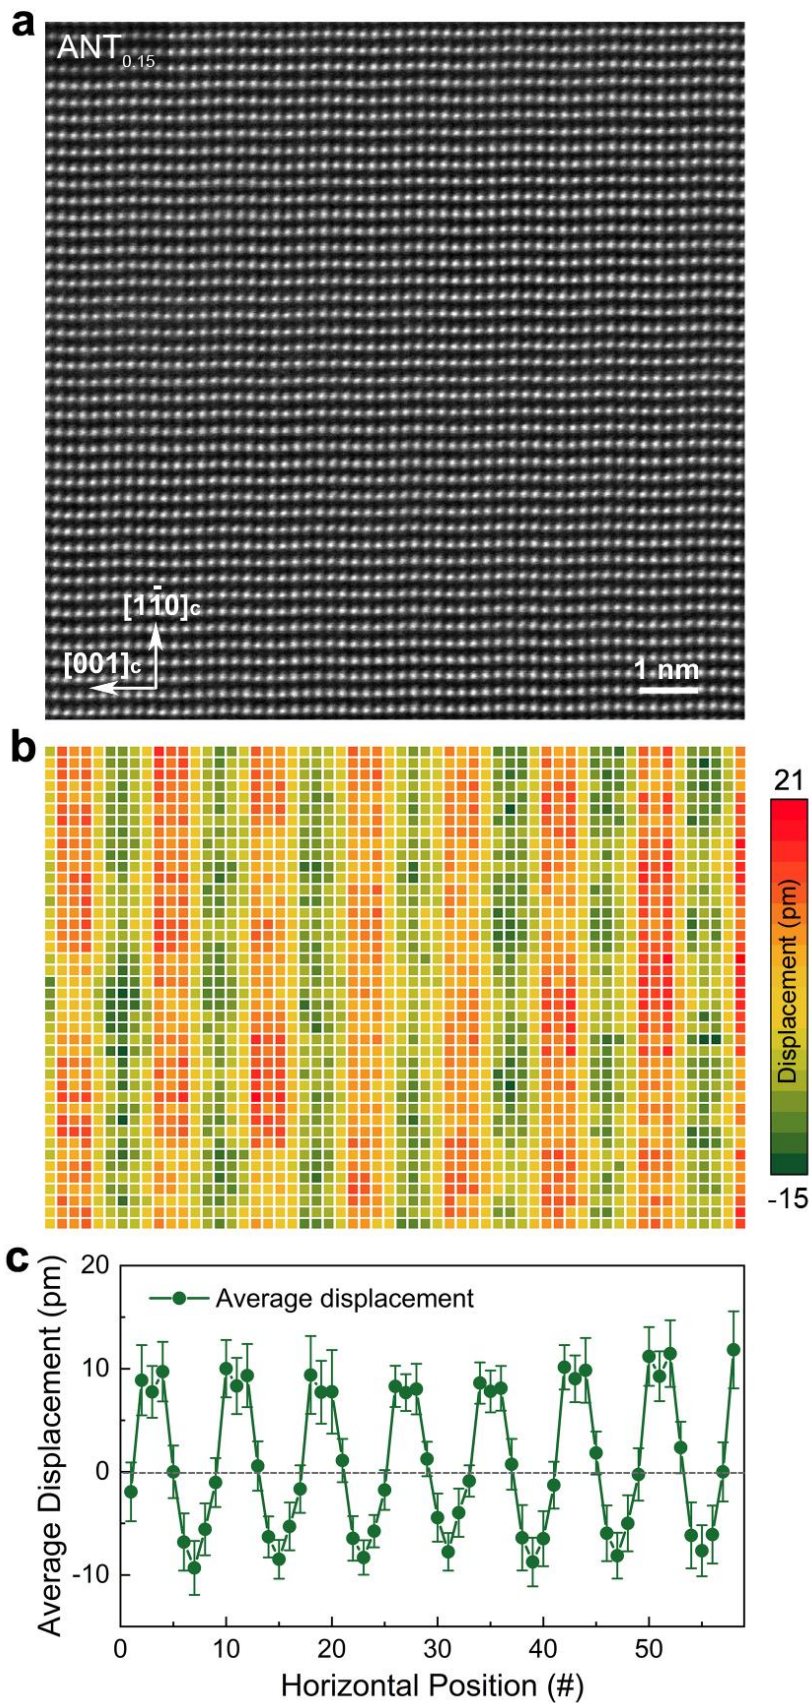 a
ANT0.15
[11̄0]c
[001]c
1 nm
b
21
Displacement (pm)
-15
c
Average Displacement (pm)
20
10
0
-10
Average displacement
0
10
20
30
40
50
Horizontal Position (#)